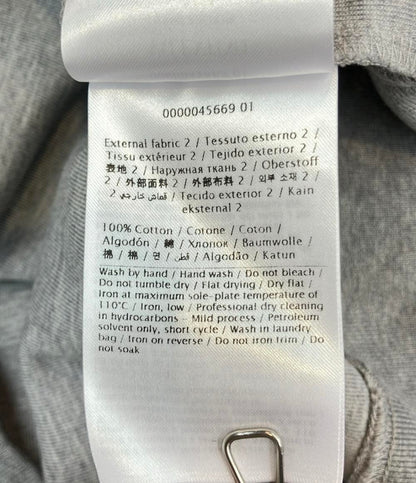 0000045669 01
External fabric 2 / Tessuto esterno 2 /
Tissu extérieur 2 / Tejido exterior 2 /
表地 2 / Наружная ткань 2 / Oberstoff
2 / 外部面料 2 / 外部布料 2 / 외부 소재 2 /
2 قماش خارجي / Tecido exterior 2 / Kain
eksternal 2
100% Cotton / Cotone / Coton /
Algodón / 綿 / Хлопок / Baumwolle /
棉 / 棉 / 면 / قطن / Algodão / Katun
Wash by hand / Hand wash / Do not bleach /
Do not tumble dry / Flat drying / Dry flat /
Iron at maximum sole-plate temperature of
110°C / Iron, low / Professional dry cleaning
in hydrocarbons - Mild process / Petroleum
solvent only, short cycle / Wash in laundry
bag / Iron on reverse / Do not iron trim / Do
not soak